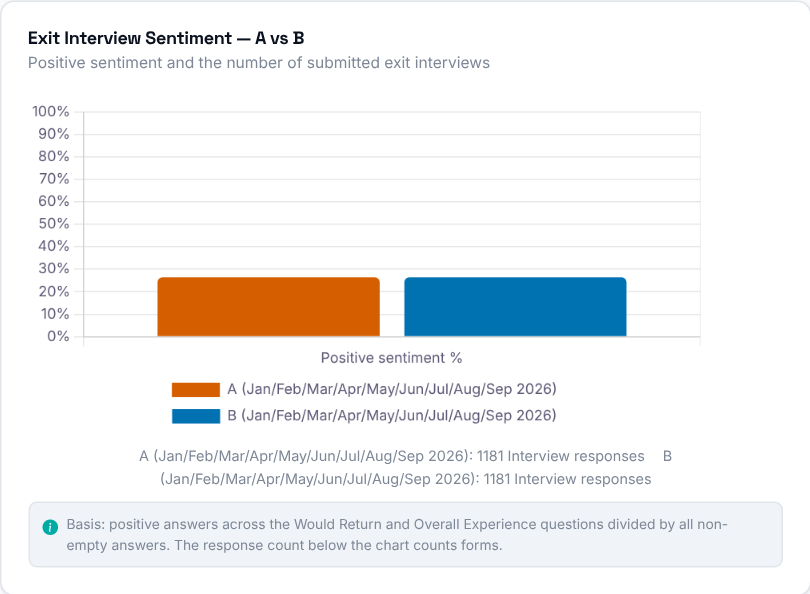 Exit Interview Sentiment — A vs B
Positive sentiment and the number of submitted exit interviews
100%
90%
80%
70%
60%
50%
40%
30%
20%
10%
0%
Positive sentiment %
A (Jan/Feb/Mar/Apr/May/Jun/Jul/Aug/Sep 2026)
B (Jan/Feb/Mar/Apr/May/Jun/Jul/Aug/Sep 2026)
A (Jan/Feb/Mar/Apr/May/Jun/Jul/Aug/Sep 2026): 1181 Interview responses B
(Jan/Feb/Mar/Apr/May/Jun/Jul/Aug/Sep 2026): 1181 Interview responses
Basis: positive answers across the Would Return and Overall Experience questions divided by all non-
empty answers. The response count below the chart counts forms.